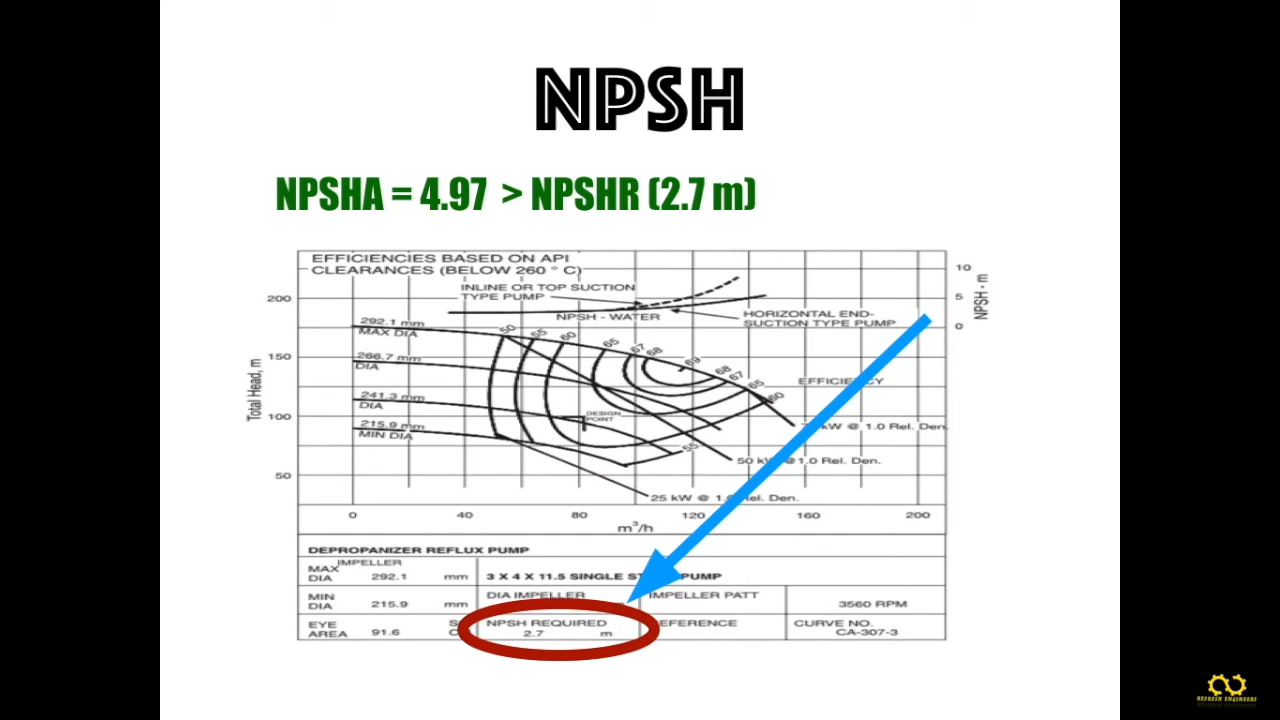 NPSH
NPSHA = 4.97 > NPSHR (2.7 m)
EFFICIENCIES BASED ON API
CLEARANCES (BELOW 260 ° C)
INLINE OR TOP SUCTION
TYPE PUMP
NPSH - WATER
HORIZONTAL END-
SUCTION TYPE PUMP
10
5
0
NPSH - m
200
150
100
50
Total Head, m
292.1 mm
MAX DIA
266.7 mm
DIA
241.3 mm
DIA
215.9 mm
MIN DIA
50
55
60
65
67
68
69
68
67
65
60
55
EFFICIENCY
DESIGN
POINT
kW @ 1.0 Rel. Den.
50 kW @ 1.0 Rel. Den.
25 kW @ 1.0 Rel. Den.
0
40
80
120
160
200
m³/h
DEPROPANIZER REFLUX PUMP
MAX IMPELLER
DIA 292.1 mm
3 X 4 X 11.5 SINGLE PUMP
MIN
DIA 215.9 mm
DIA IMPELLER
IMPELLER PATT
3560 RPM
EYE
AREA 91.6
NPSH REQUIRED
2.7 m
CURVE NO.
CA-307-3
REFRESH ENGINEERS